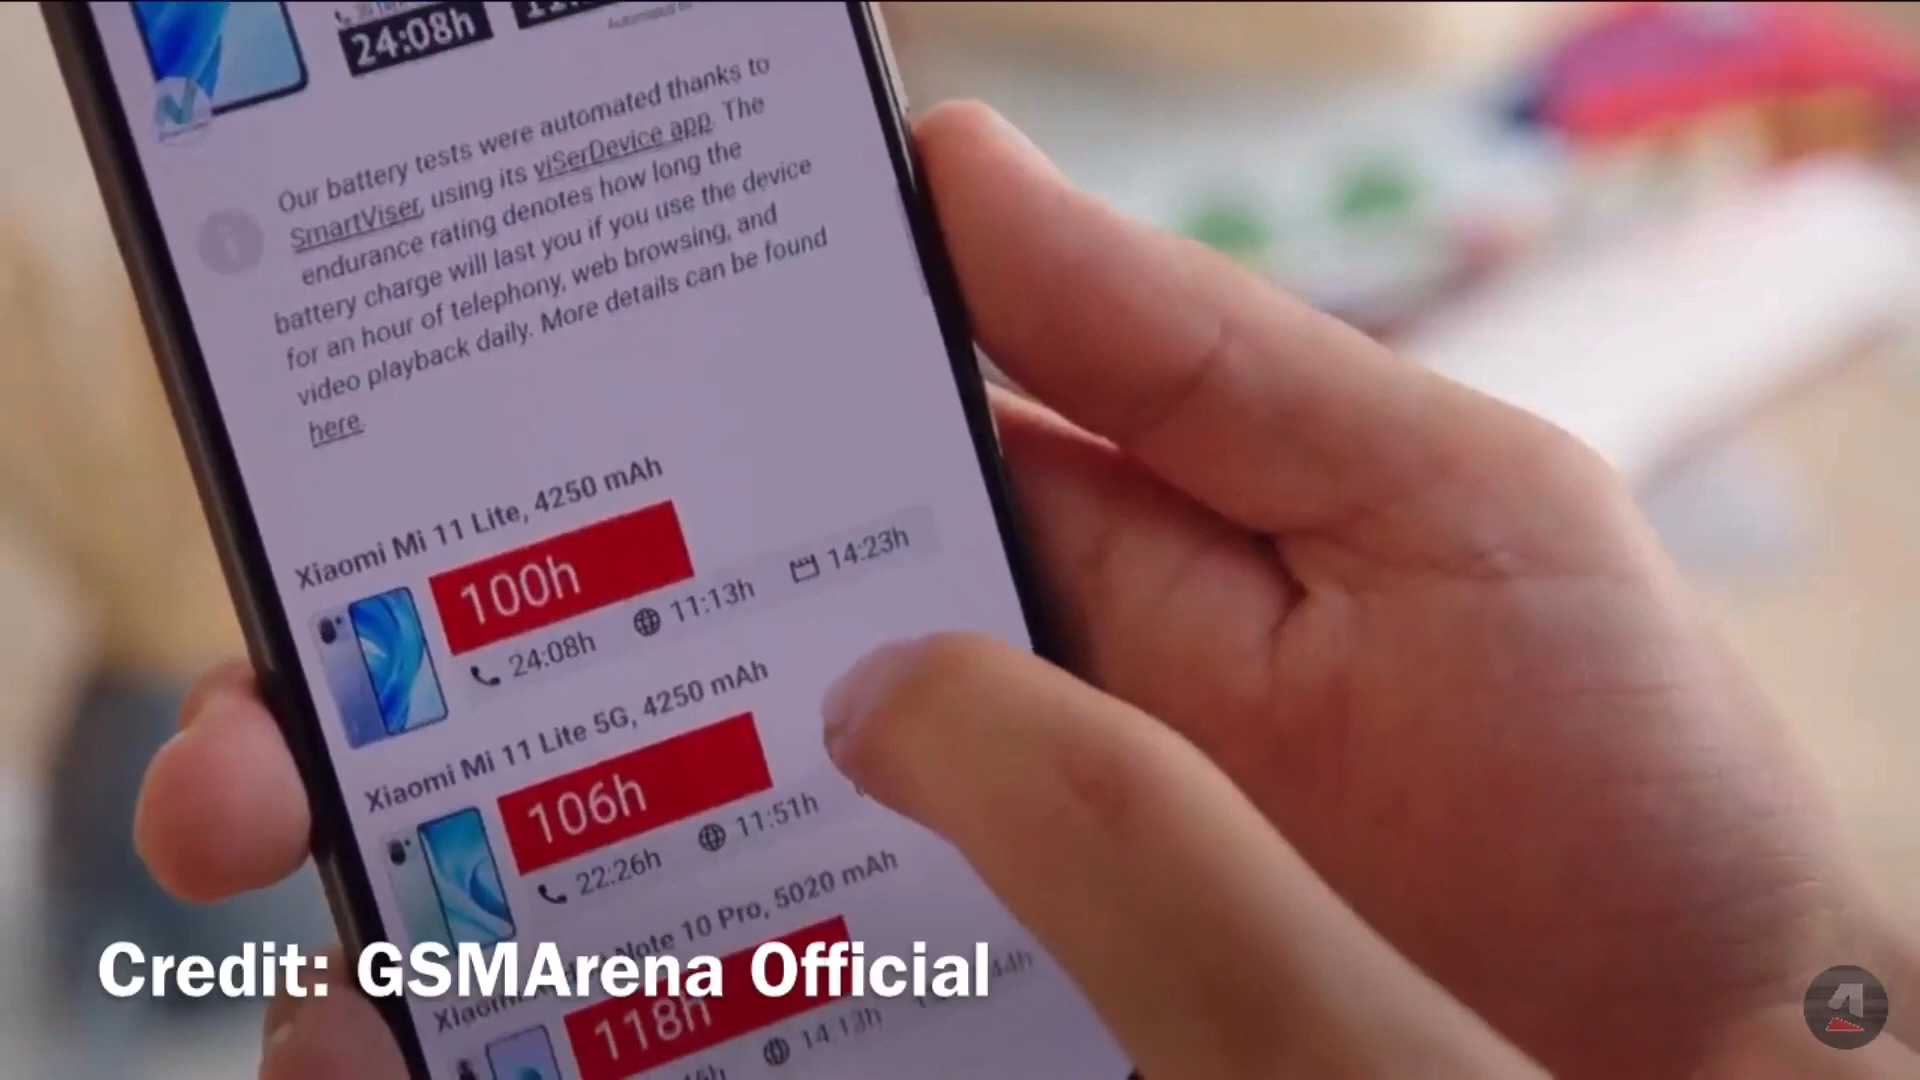 24:08h
Our battery tests were automated thanks to
SmartViser, using its viSerDevice app. The
endurance rating denotes how long the
battery charge will last you if you use the device
for an hour of telephony, web browsing, and
video playback daily. More details can be found
here.
Xiaomi Mi 11 Lite, 4250 mAh
100h
24:08h 11:13h 14:23h
Xiaomi Mi 11 Lite 5G, 4250 mAh
106h
22:26h 11:51h
Xiaomi Note 10 Pro, 5020 mAh
118h
14:13h
Credit: GSMArena Official